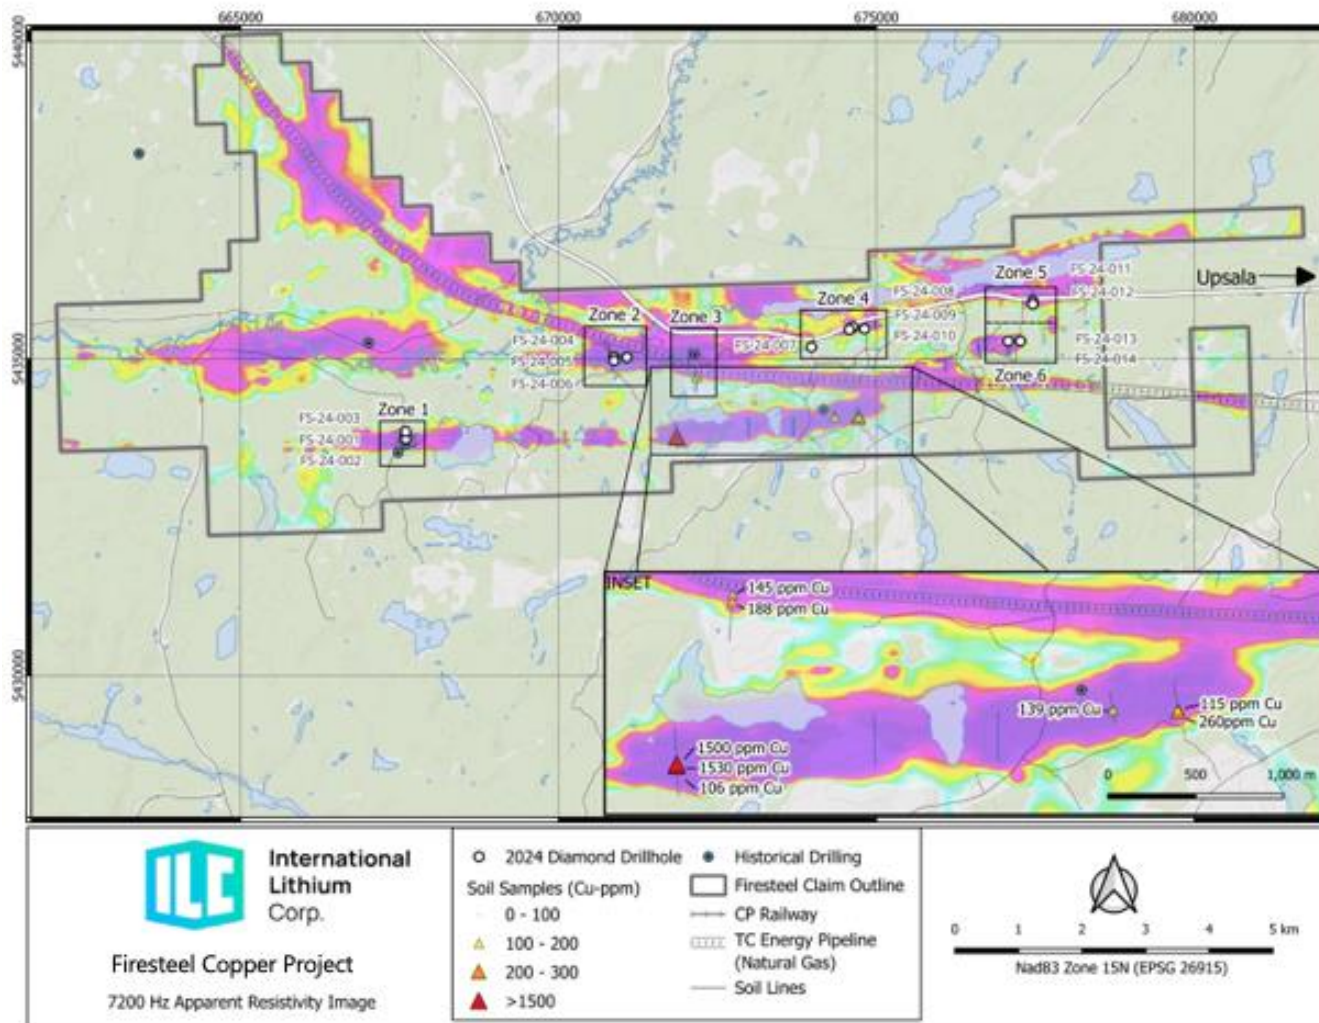 665000
670000
675000
680000
5440000
5435000
5430000
Zone 1
Zone 2
Zone 3
Zone 4
Zone 5
Zone 6
FS-24-003
FS-24-001
FS-24-002
FS-24-004
FS-24-005
FS-24-006
FS-24-007
FS-24-008
FS-24-009
FS-24-010
FS-24-011
FS-24-012
FS-24-013
FS-24-014
Upsala
INSET
145 ppm Cu
188 ppm Cu
139 ppm Cu
115 ppm Cu
260ppm Cu
1500 ppm Cu
1530 ppm Cu
106 ppm Cu
0 500 1,000 m
ILC
International
Lithium
Corp.
Firesteel Copper Project
7200 Hz Apparent Resistivity Image
2024 Diamond Drillhole
Soil Samples (Cu-ppm)
0 - 100
100 - 200
200 - 300
>1500
Historical Drilling
Firesteel Claim Outline
CP Railway
TC Energy Pipeline
(Natural Gas)
Soil Lines
0 1 2 3 4 5 km
Nad83 Zone 15N (EPSG 26915)